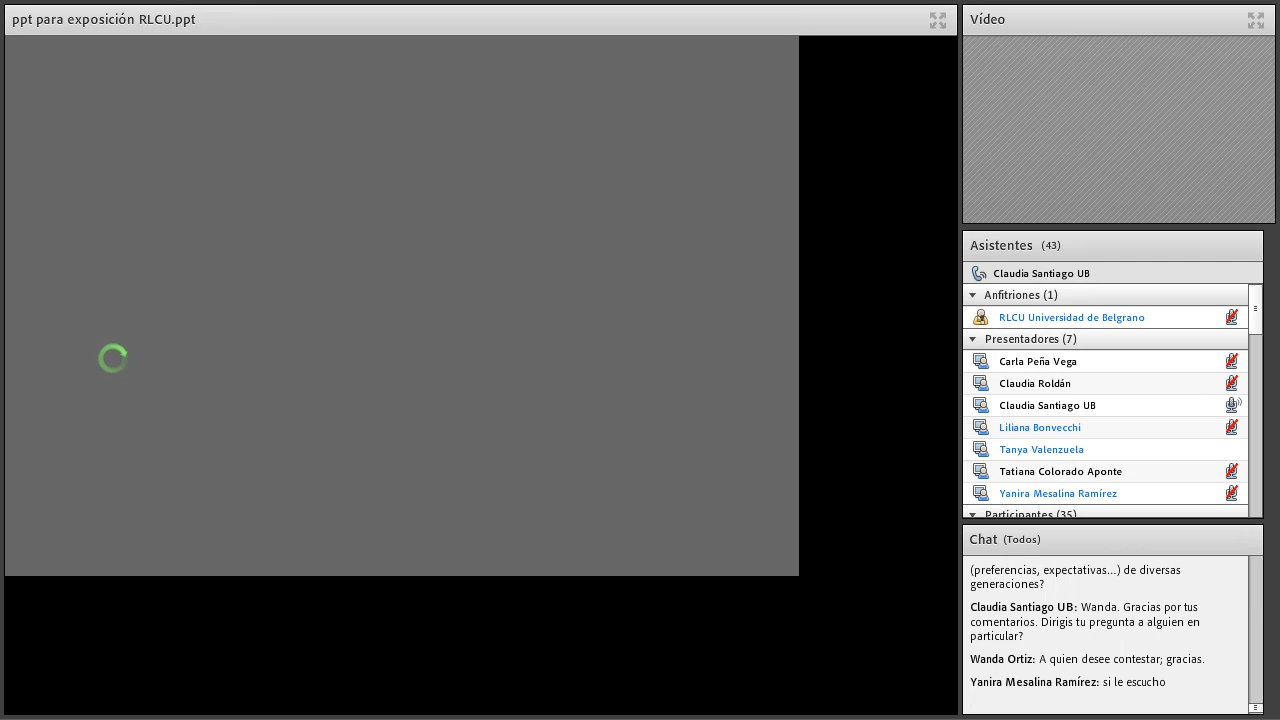 ppt para exposición RLCU.ppt
Vídeo
Asistentes (43)
Claudia Santiago UB
Anfitriones (1)
RLCU Universidad de Belgrano
Presentadores (7)
Carla Peña Vega
Claudia Roldán
Claudia Santiago UB
Liliana Bonvecchi
Tanya Valenzuela
Tatiana Colorado Aponte
Yanira Mesalina Ramírez
Participantes (35)
Chat (Todos)
(preferencias, expectativas...) de diversas
generaciones?
Claudia Santiago UB: Wanda. Gracias por tus
comentarios. Dirigis tu pregunta a alguien en
particular?
Wanda Ortiz: A quien desee contestar; gracias.
Yanira Mesalina Ramírez: si le escucho